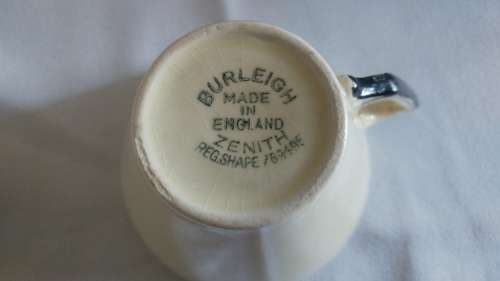 BURLEIGH
MADE
IN
ENGLAND
ZENITH
REG.SHAPE